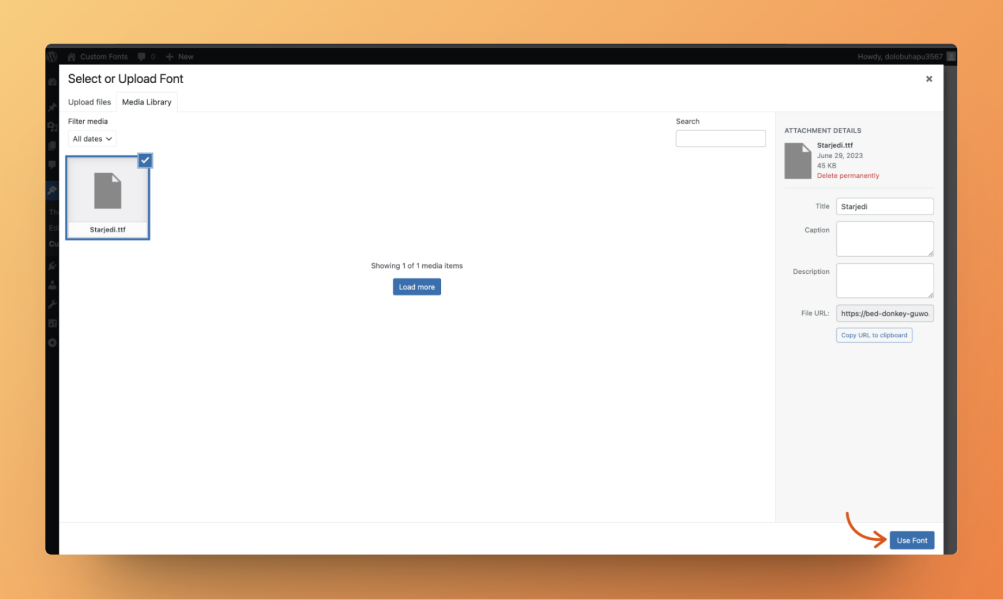 Custom Fonts 0 New
Howdy, dolobuhapu3567
Select or Upload Font
Upload files Media Library
Filter media
All dates
Search
Starjedi.ttf
Showing 1 of 1 media items
Load more
ATTACHMENT DETAILS
Starjedi.ttf
June 29, 2023
45 KB
Delete permanently
Title Starjedi
Caption
Description
File URL: https://bed-donkey-guwo
Copy URL to clipboard
Use Font